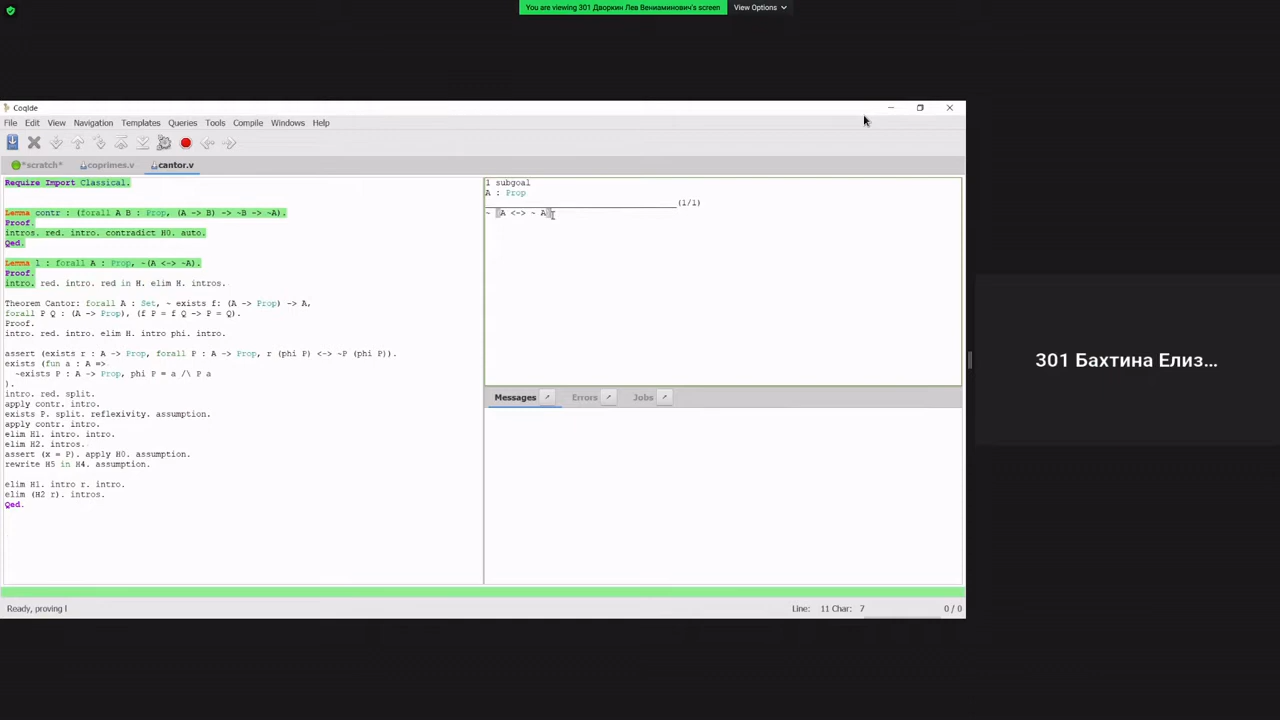 You are viewing 301 Дворкин Лев Вениаминович's screen
View Options
CoqIde
File Edit View Navigation Templates Queries Tools Compile Windows Help
*scratch* coprimes.v cantor.v
Require Import Classical.
Lemma contr : (forall A B : Prop, (A -> B) -> ~B -> ~A).
Proof.
intros. red. intro. contradict H0. auto.
Qed.
Lemma l : forall A : Prop, ~(A <-> ~A).
Proof.
intro. red. intro. red in H. elim H. intros.
Theorem Cantor: forall A : Set, ~ exists f: (A -> Prop) -> A,
forall P Q : (A -> Prop), (f P = f Q -> P = Q).
Proof.
intro. red. intro. elim H. intro phi. intro.
assert (exists r : A -> Prop, forall P : A -> Prop, r (phi P) <-> ~P (phi P)).
exists (fun a : A =>
~exists P : A -> Prop, phi P = a /\ P a
).
intro. red. split.
apply contr. intro.
exists P. split. reflexivity. assumption.
apply contr. intro.
elim H1. intro. intro.
elim H2. intros.
assert (x = P). apply H0. assumption.
rewrite H5 in H4. assumption.
elim H1. intro r. intro.
elim (H2 r). intros.
Qed.
1 subgoal
A : Prop
______________________________________(1/1)
~ (A <-> ~ A)
Messages Errors Jobs
Ready, proving l
Line: 11 Char: 7
0 / 0
301 Бахтина Елиз...